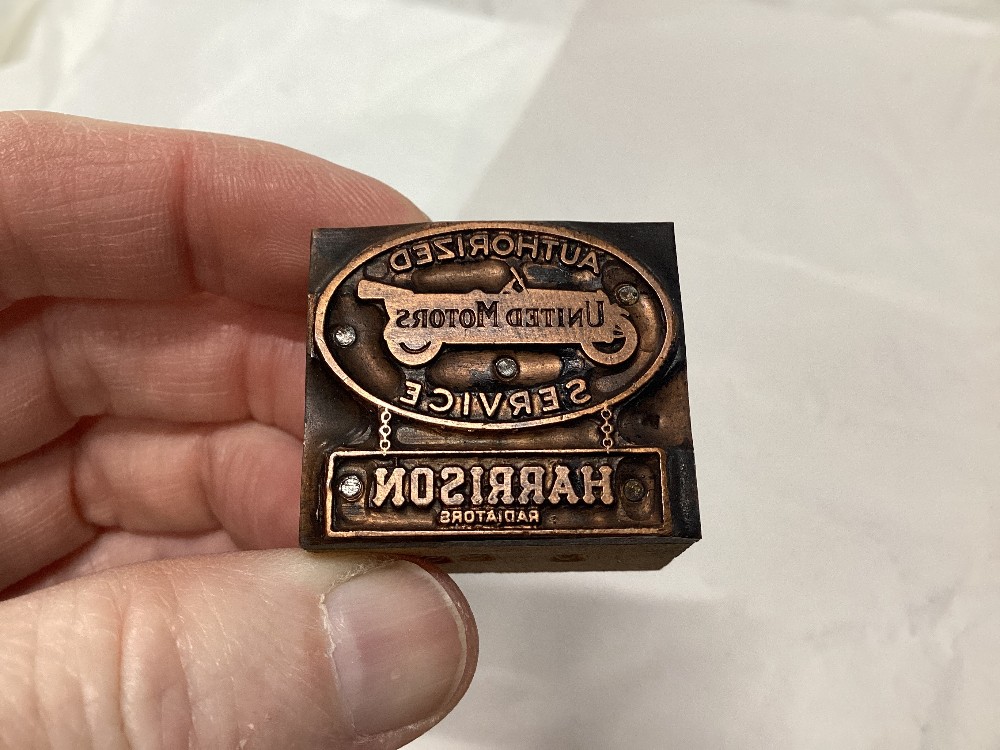 AUTHORIZED
UNITED MOTORS
SERVICE
HARRISON
RADIATORS